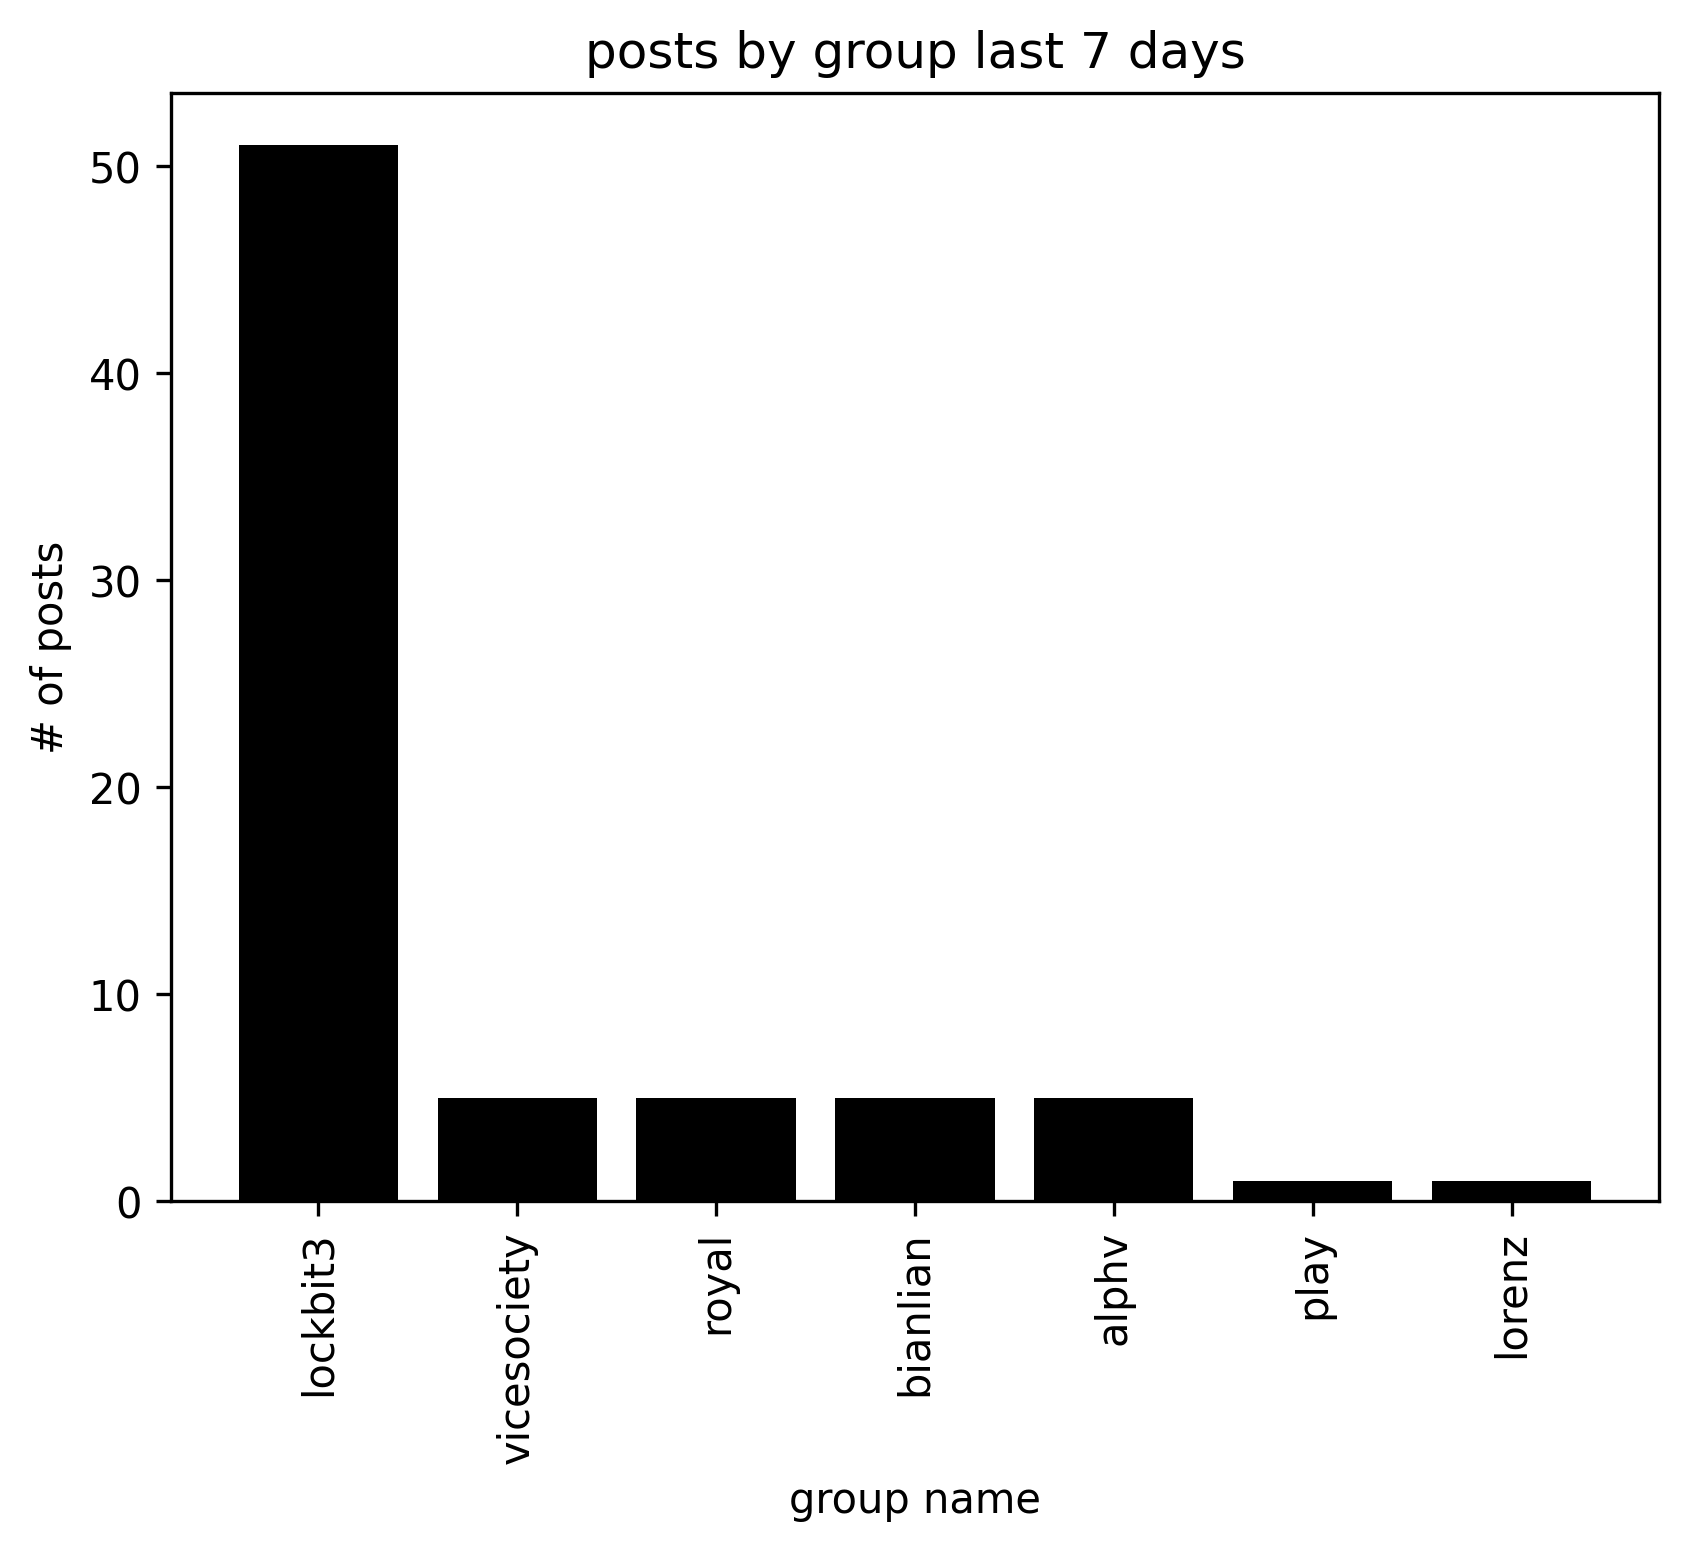 posts by group last 7 days
# of posts
50
40
30
20
10
0
lockbit3
vicesociety
royal
bianlian
alphv
play
lorenz
group name